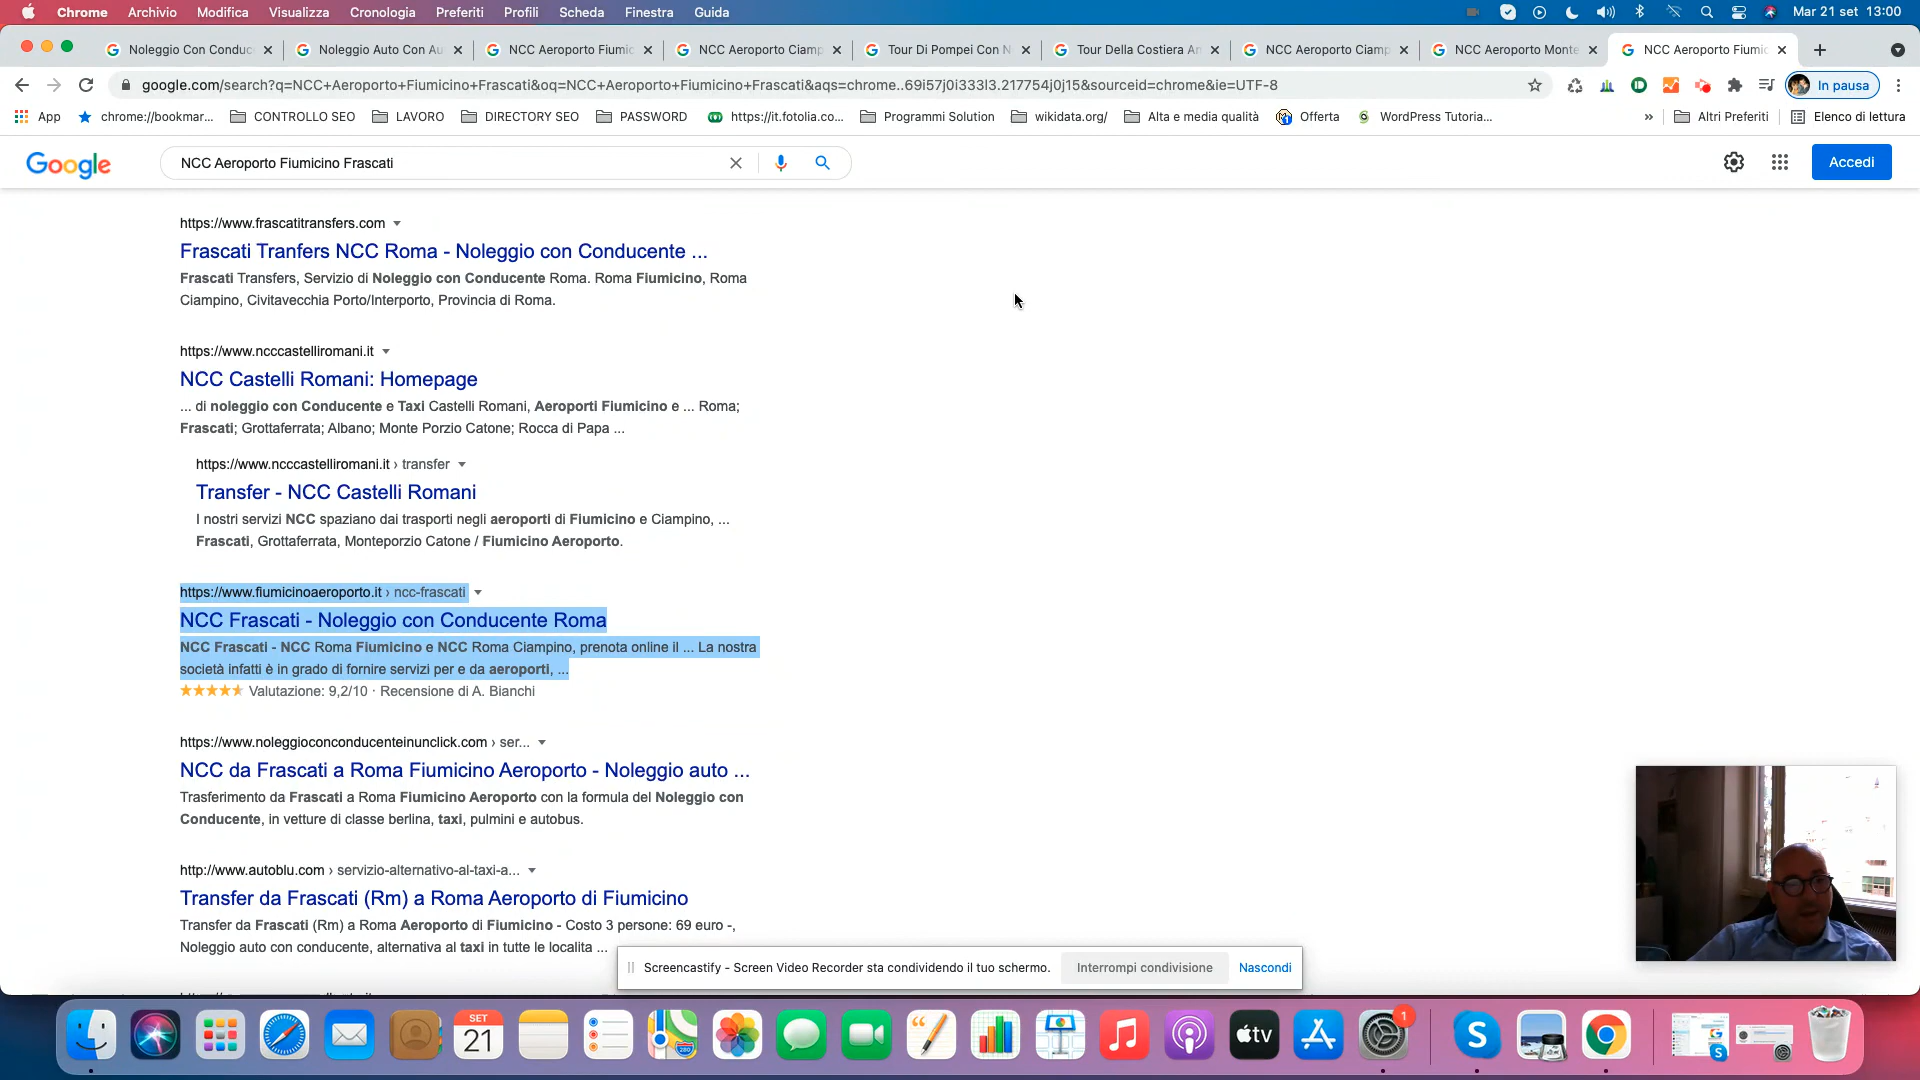 Chrome Archivio Modifica Visualizza Cronologia Preferiti Profili Scheda Finestra Guida Mar 21 set 13:00
Noleggio Con Conduc Noleggio Auto Con Au NCC Aeroporto Fiumic NCC Aeroporto Ciamp Tour Di Pompei Con N Tour Della Costiera An NCC Aeroporto Ciamp NCC Aeroporto Monte NCC Aeroporto Fiumic
google.com/search?q=NCC+Aeroporto+Fiumicino+Frascati&oq=NCC+Aeroporto+Fiumicino+Frascati&aqs=chrome..69i57j0i333l3.217754j0j15&sourceid=chrome&ie=UTF-8 In pausa
App chrome://bookmar... CONTROLLO SEO LAVORO DIRECTORY SEO PASSWORD https://it.fotolia.co... Programmi Solution wikidata.org/ Alta e media qualità Offerta WordPress Tutoria... » Altri Preferiti Elenco di lettura
Google NCC Aeroporto Fiumicino Frascati Accedi
https://www.frascatitransfers.com
Frascati Tranfers NCC Roma - Noleggio con Conducente ...
Frascati Transfers, Servizio di Noleggio con Conducente Roma. Roma Fiumicino, Roma
Ciampino, Civitavecchia Porto/Interporto, Provincia di Roma.
https://www.ncccastelliromani.it
NCC Castelli Romani: Homepage
... di noleggio con Conducente e Taxi Castelli Romani, Aeroporti Fiumicino e ... Roma;
Frascati; Grottaferrata; Albano; Monte Porzio Catone; Rocca di Papa ...
https://www.ncccastelliromani.it › transfer
Transfer - NCC Castelli Romani
I nostri servizi NCC spaziano dai trasporti negli aeroporti di Fiumicino e Ciampino, ...
Frascati, Grottaferrata, Monteporzio Catone / Fiumicino Aeroporto.
https://www.fiumicinoaeroporto.it › ncc-frascati
NCC Frascati - Noleggio con Conducente Roma
NCC Frascati - NCC Roma Fiumicino e NCC Roma Ciampino, prenota online il ... La nostra
società infatti è in grado di fornire servizi per e da aeroporti, ...
Valutazione: 9,2/10 · Recensione di A. Bianchi
https://www.noleggioconconducenteinunclick.com › ser...
NCC da Frascati a Roma Fiumicino Aeroporto - Noleggio auto ...
Trasferimento da Frascati a Roma Fiumicino Aeroporto con la formula del Noleggio con
Conducente, in vetture di classe berlina, taxi, pulmini e autobus.
http://www.autoblu.com › servizio-alternativo-al-taxi-a...
Transfer da Frascati (Rm) a Roma Aeroporto di Fiumicino
Transfer da Frascati (Rm) a Roma Aeroporto di Fiumicino - Costo 3 persone: 69 euro -,
Noleggio auto con conducente, alternativa al taxi in tutte le localita ...
Screencastify - Screen Video Recorder sta condividendo il tuo schermo. Interrompi condivisione Nascondi
SET
21
280
tv
1